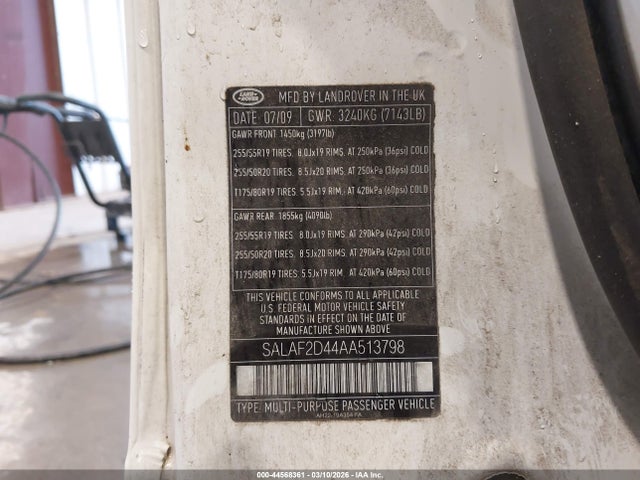 LAND ROVER
MFD BY LANDROVER IN THE UK
DATE: 07/09 GWR: 3240KG (7143LB)
GAWR FRONT 1450kg (3197lb)
255/55R19 TIRES. 8.0Jx19 RIMS. AT 250kPa (36psi) COLD
255/50R20 TIRES. 8.5Jx20 RIMS. AT 250kPa (36psi) COLD
T175/80R19 TIRES. 5.5Jx19 RIM. AT 420kPa (60psi) COLD
GAWR REAR. 1855kg (4090lb)
255/55R19 TIRES. 8.0Jx19 RIMS. AT 290kPa (42psi) COLD
255/50R20 TIRES. 8.5Jx20 RIMS. AT 290kPa (42psi) COLD
T175/80R19 TIRES. 5.5Jx19 RIM. AT 420kPa (60psi) COLD
THIS VEHICLE CONFORMS TO ALL APPLICABLE
U.S. FEDERAL MOTOR VEHICLE SAFETY
STANDARDS IN EFFECT ON THE DATE OF
MANUFACTURE SHOWN ABOVE
SALAF2D44AA513798
TYPE: MULTI-PURPOSE PASSENGER VEHICLE
000-44568361 - 03/10/2026 - IAA, Inc.